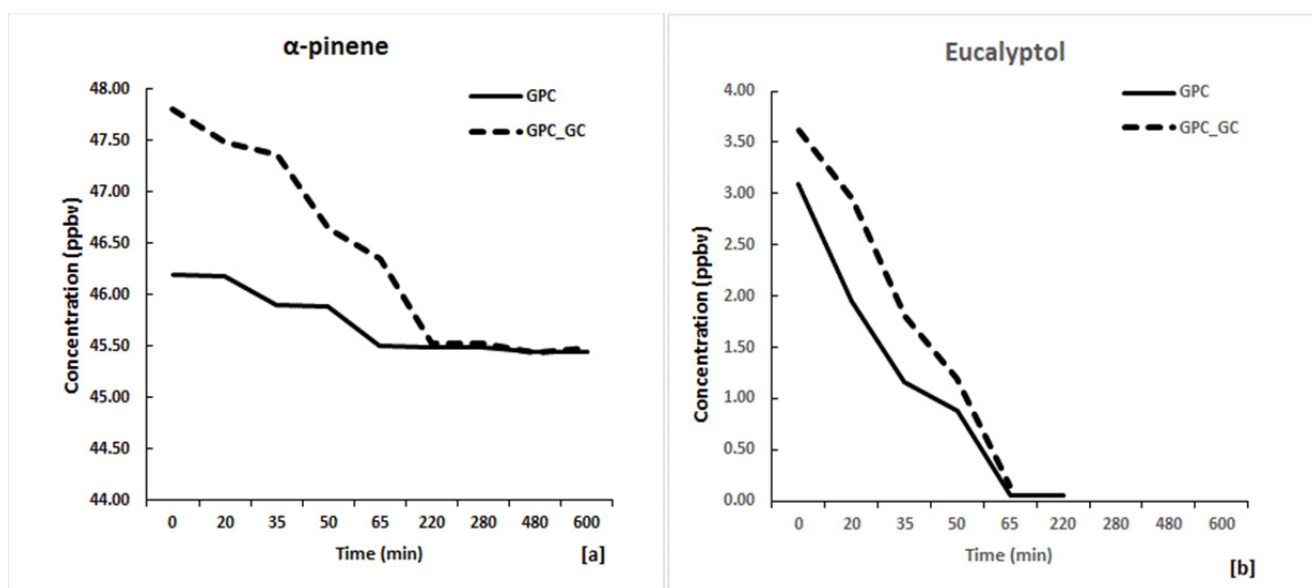 α-pinene
48.00
47.50
47.00
46.50
46.00
45.50
45.00
44.50
44.00
Concentration (ppbv)
GPC
GPC_GC
0 20 35 50 65 220 280 480 600
Time (min)
[a]
Eucalyptol
4.00
3.50
3.00
2.50
2.00
1.50
1.00
0.50
0.00
Concentration (ppbv)
GPC
GPC_GC
0 20 35 50 65 220 280 480 600
Time (min)
[b]